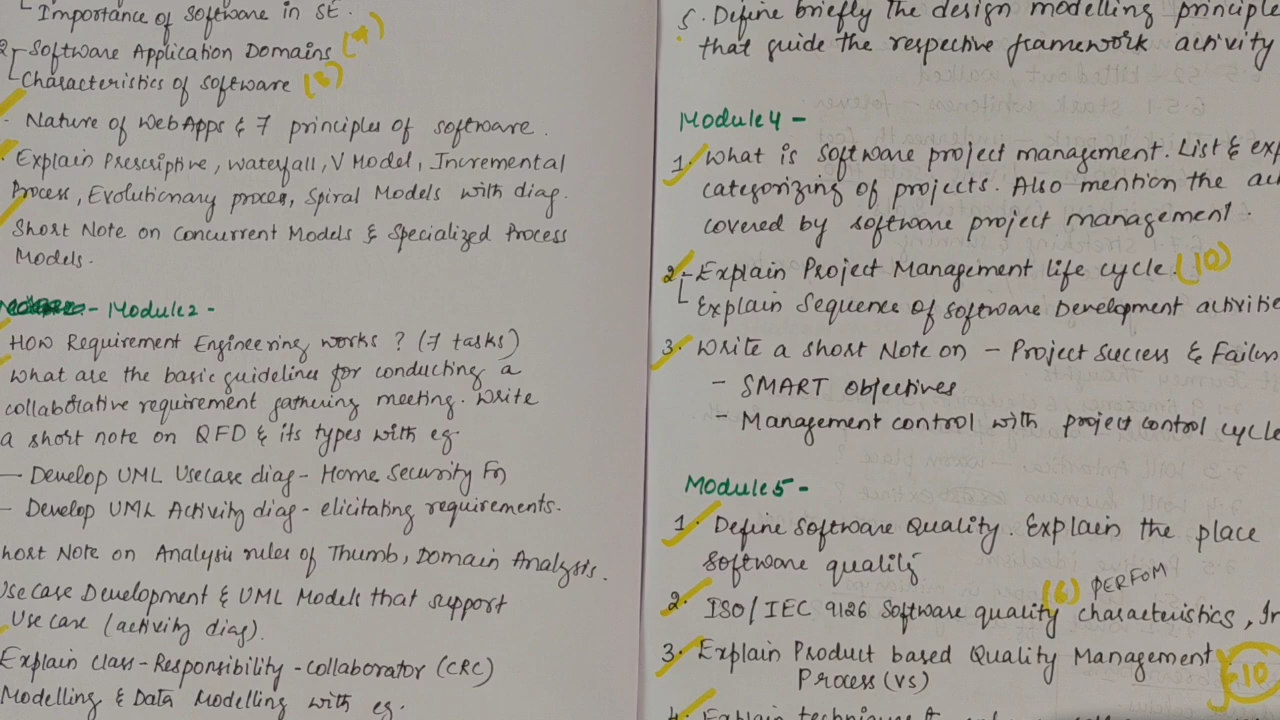 Importance of Software in SE.
2 Software Application Domains
Characteristics of software
Nature of WebApps & 7 principles of software.
Explain Prescriptive, Waterfall, V Model, Incremental
Process, Evolutionary process, Spiral Models with diag.
Short Note on Concurrent Models & Specialized Process
Models.
- Module 2 -
How Requirement Engineering works? (7 tasks)
What are the basic guidelines for conducting a
collaborative requirement gathering meeting. Write
a short note on QFD & its types with eg.
- Develop UML Usecase diag - Home Security Fn
- Develop UML Activity diag - elicitating requirements.
hort Note on Analysis rules of Thumb, Domain Analysis.
Use case Development & UML Models that support
Use case (activity diag).
Explain Class-Responsibility-collaborator (CRC)
Modelling & Data Modelling with eg.
5. Define briefly the design modelling principle
that guide the respective framework activity
Module 4 -
1. What is software project management. List & exp
categorizing of projects. Also mention the
covered by software project management.
2 - Explain Project Management life cycle. (10)
Explain Sequence of software Development activitie
3. Write a short Note on - Project Success & Failur
- SMART objectives
- Management control with project control cycle
Module 5 -
1. Define Software Quality. Explain the place
software quality
(6) PERFUM
2. ISO/IEC 9126 Software quality characteristics,
3. Explain Product based Quality Management 10
Process (vs)
4. Explain techniques